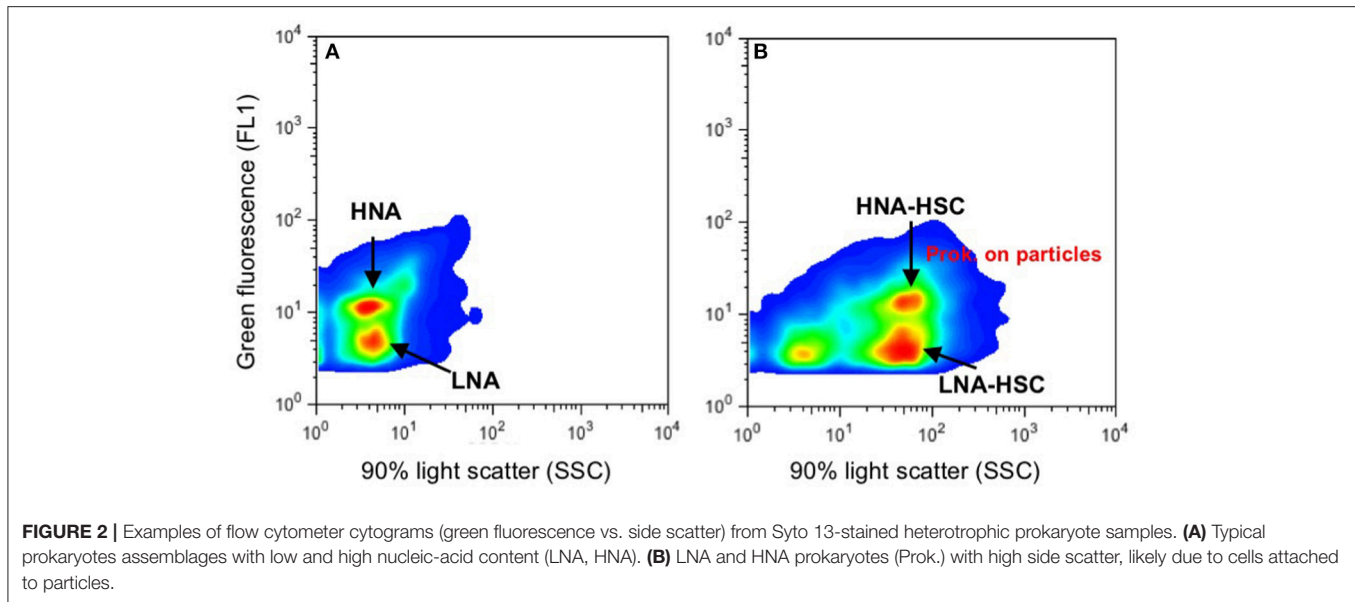 A
B
10⁴
10³
10²
10¹
10⁰
Green fluorescence (FL1)
HNA
LNA
10⁰ 10¹ 10² 10³ 10⁴
90% light scatter (SSC)
10⁴
10³
10²
10¹
10⁰
HNA-HSC
Prok. on particles
LNA-HSC
10⁰ 10¹ 10² 10³ 10⁴
90% light scatter (SSC)
FIGURE 2 | Examples of flow cytometer cytograms (green fluorescence vs. side scatter) from Syto 13-stained heterotrophic prokaryote samples. (A) Typical
prokaryotes assemblages with low and high nucleic-acid content (LNA, HNA). (B) LNA and HNA prokaryotes (Prok.) with high side scatter, likely due to cells attached
to particles.